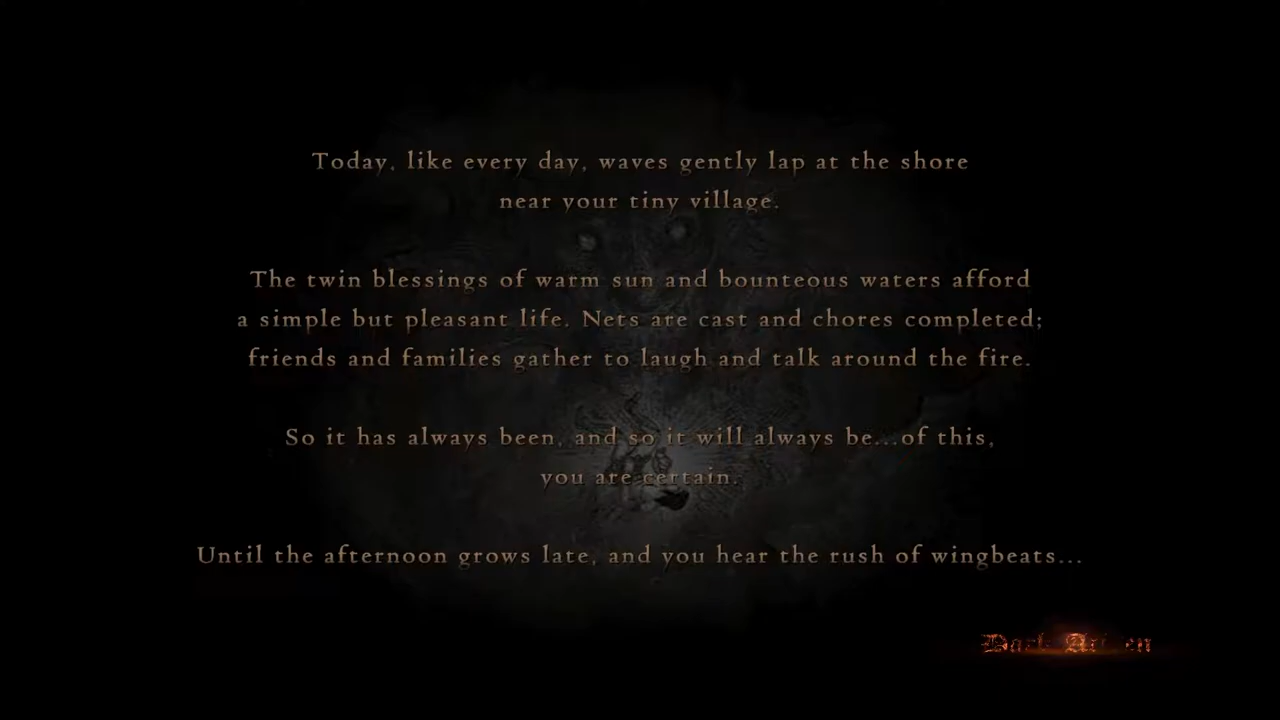 Today, like every day, waves gently lap at the shore
near your tiny village.
The twin blessings of warm sun and bounteous waters afford
a simple but pleasant life. Nets are cast and chores completed;
friends and families gather to laugh and talk around the fire.
So it has always been, and so it will always be...of this,
you are certain.
Until the afternoon grows late, and you hear the rush of wingbeats...
Dark